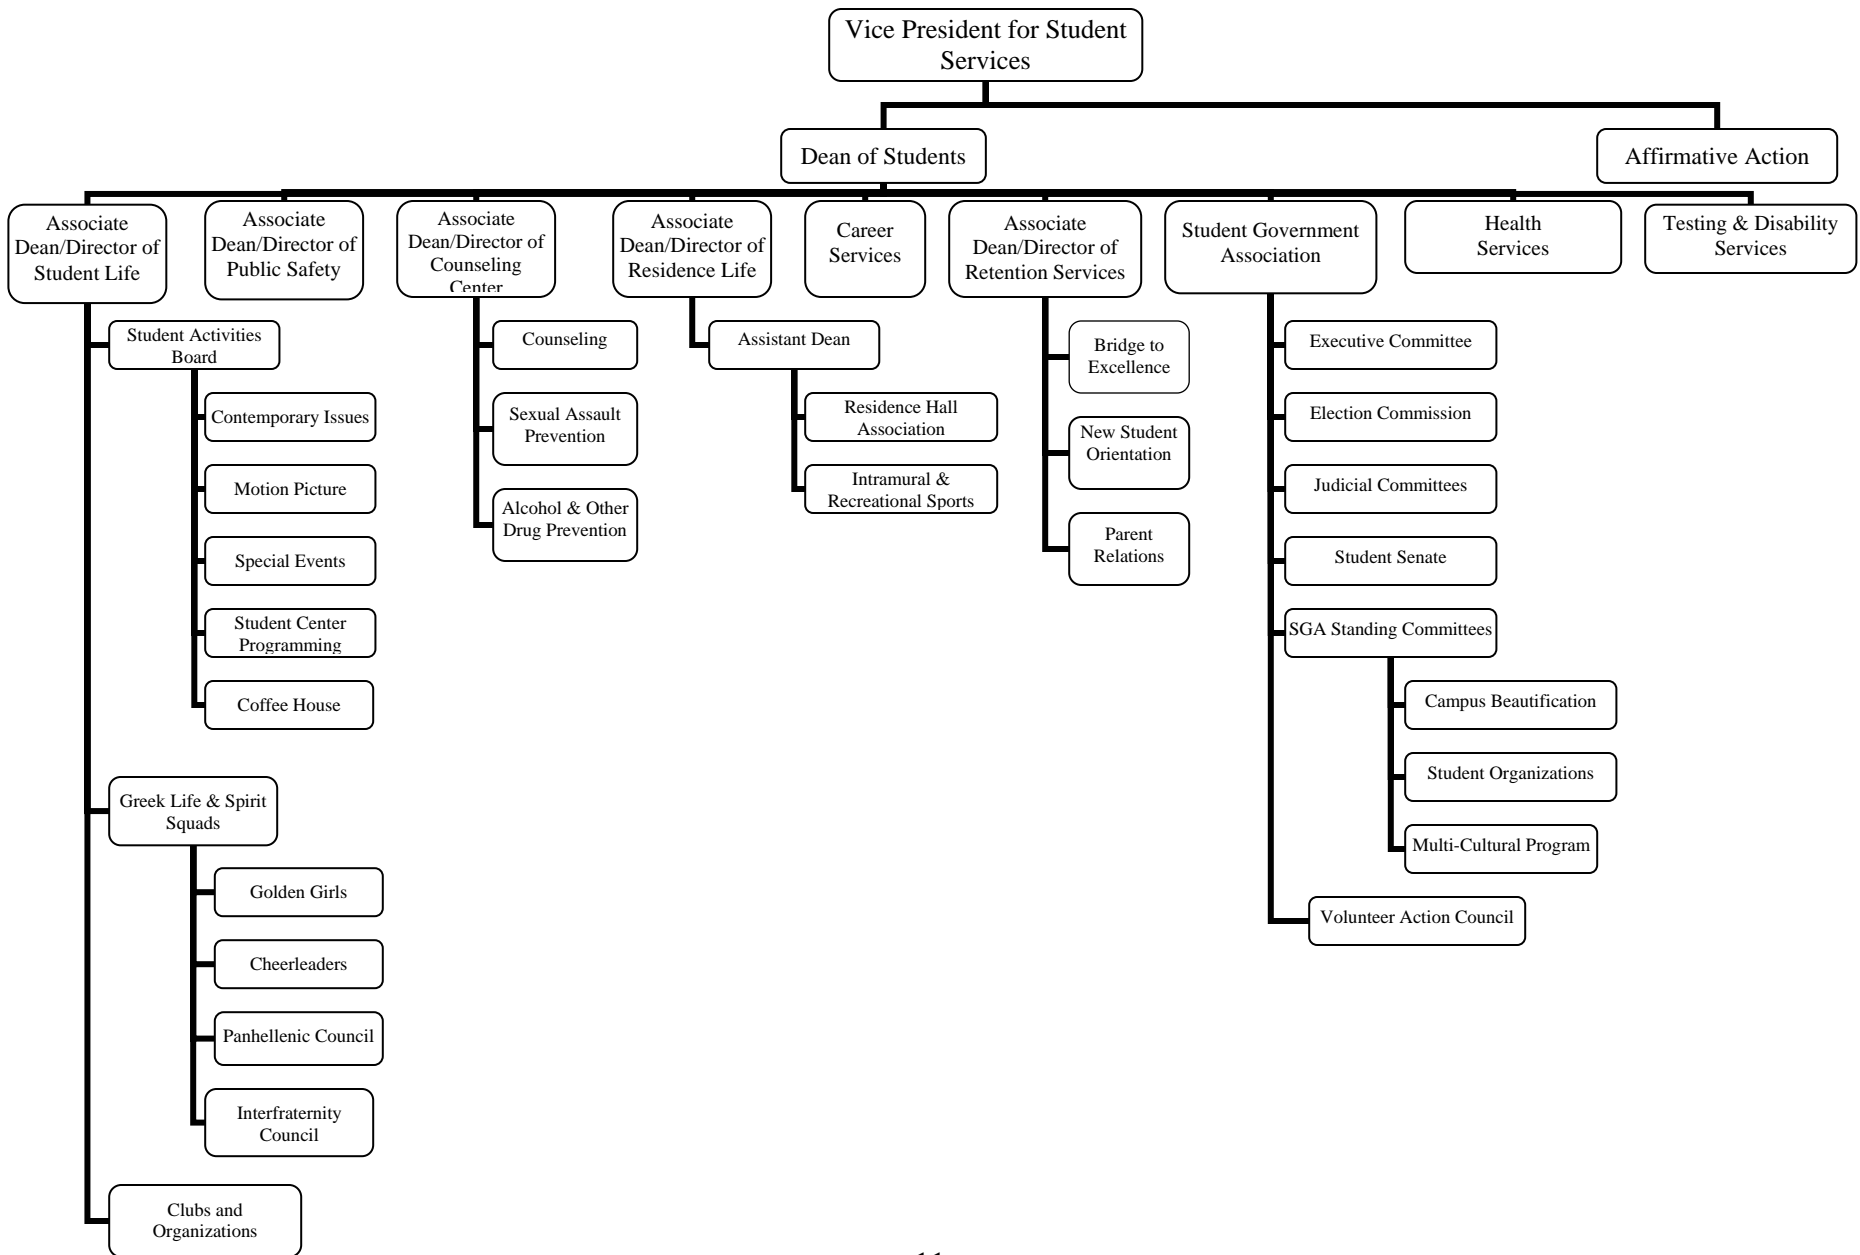 Vice President for Student
Services
Dean of Students
Affirmative Action
Associate
Dean/Director of
Student Life
Associate
Dean/Director of
Public Safety
Associate
Dean/Director of
Counseling
Center
Associate
Dean/Director of
Residence Life
Career
Services
Associate
Dean/Director of
Retention Services
Student Government
Association
Health
Services
Testing & Disability
Services
Student Activities
Board
Contemporary Issues
Motion Picture
Special Events
Student Center
Programming
Coffee House
Greek Life & Spirit
Squads
Golden Girls
Cheerleaders
Panhellenic Council
Interfraternity
Council
Clubs and
Organizations
Counseling
Sexual Assault
Prevention
Alcohol & Other
Drug Prevention
Assistant Dean
Residence Hall
Association
Intramural &
Recreational Sports
Bridge to
Excellence
New Student
Orientation
Parent
Relations
Executive Committee
Election Commission
Judicial Committees
Student Senate
SGA Standing Committees
Campus Beautification
Student Organizations
Multi-Cultural Program
Volunteer Action Council